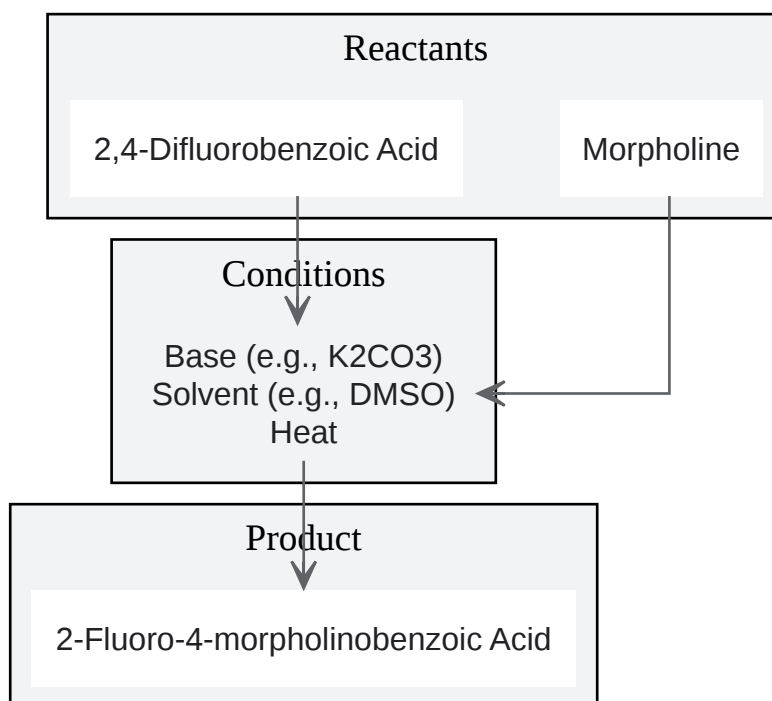 Reactants
2,4-Difluorobenzoic Acid
Morpholine
Conditions
Base (e.g., K2CO3)
Solvent (e.g., DMSO)
Heat
Product
2-Fluoro-4-morpholinobenzoic Acid